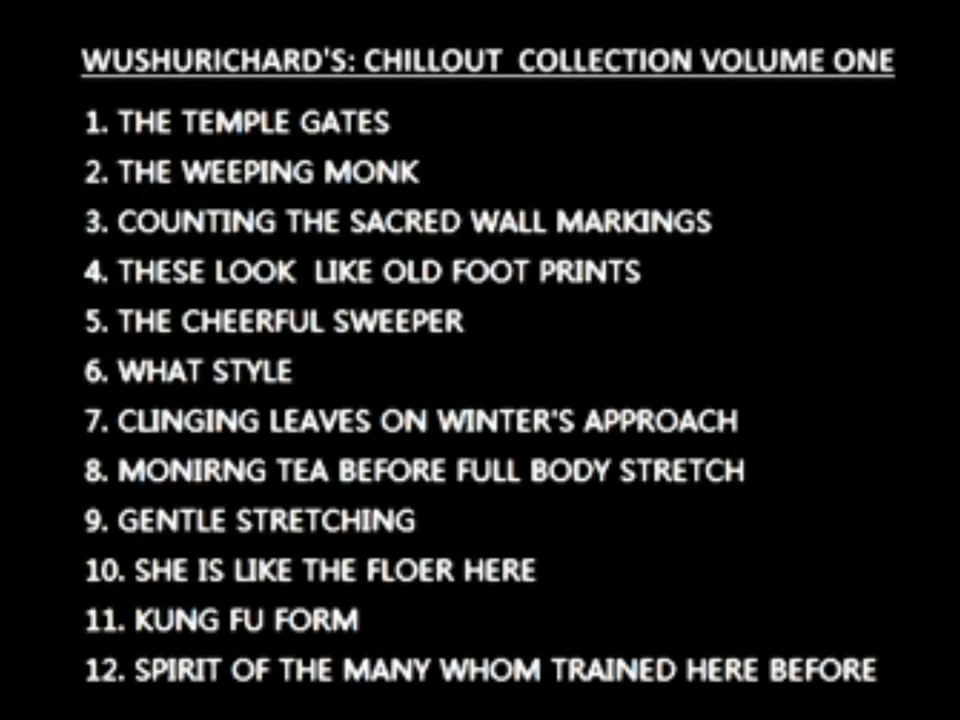 WUSHURICHARD'S: CHILLOUT COLLECTION VOLUME ONE
1. THE TEMPLE GATES
2. THE WEEPING MONK
3. COUNTING THE SACRED WALL MARKINGS
4. THESE LOOK LIKE OLD FOOT PRINTS
5. THE CHEERFUL SWEEPER
6. WHAT STYLE
7. CLINGING LEAVES ON WINTER'S APPROACH
8. MONIRNG TEA BEFORE FULL BODY STRETCH
9. GENTLE STRETCHING
10. SHE IS LIKE THE FLOER HERE
11. KUNG FU FORM
12. SPIRIT OF THE MANY WHOM TRAINED HERE BEFORE